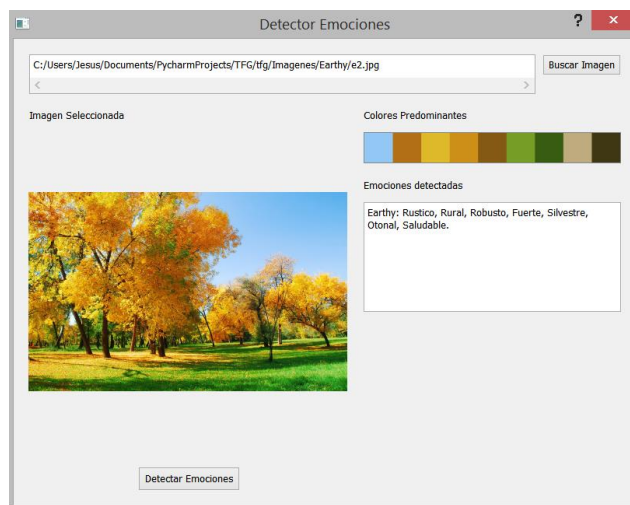 Detector Emociones
?
×
C:/Users/Jesus/Documents/PycharmProjects/TFG/tfg/Imagenes/Earthy/e2.jpg
Buscar Imagen
Imagen Seleccionada
Colores Predominantes
Emociones detectadas
Earthy: Rustico, Rural, Robusto, Fuerte, Silvestre,
Otonal, Saludable.
Detectar Emociones